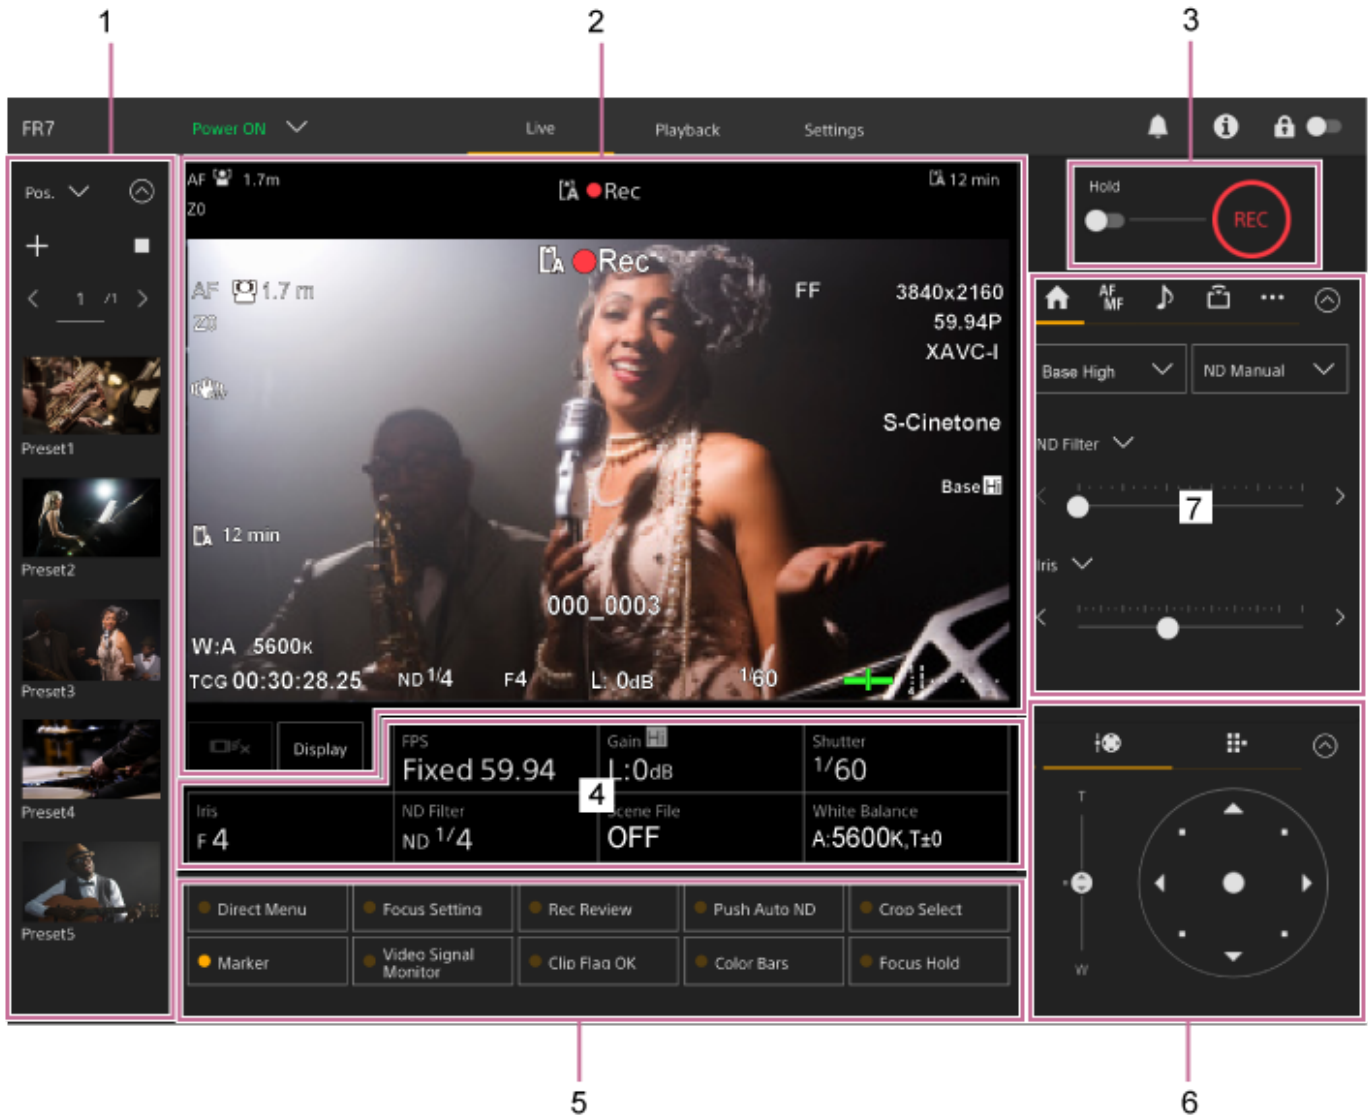 1 2 3
FR7 Power ON Live Playback Settings
Pos.
1 /1
Preset1
Preset2
Preset3
Preset4
Preset5
AF 1.7m
A Rec
A 12 min
Z0
A Rec
AF 1.7 m
Z0
FF
3840x2160
59.94P
XAVC-I
S-Cinetone
Base Hi
A 12 min
000_0003
W:A 5600K
TCG 00:30:28.25 ND 1/4 F4 L: 0dB 1/60
Display
FPS
Fixed 59.94
Gain Hi
L:0dB
Shutter
1/60
4
Iris
F 4
ND Filter
ND 1/4
Scene File
OFF
White Balance
A:5600K,T±0
Direct Menu
Focus Setting
Rec Review
Push Auto ND
Crop Select
Marker
Video Signal
Monitor
Clip Flag OK
Color Bars
Focus Hold
Hold
REC
AF
MF
Base High
ND Manual
ND Filter
7
Iris
T
W
5 6